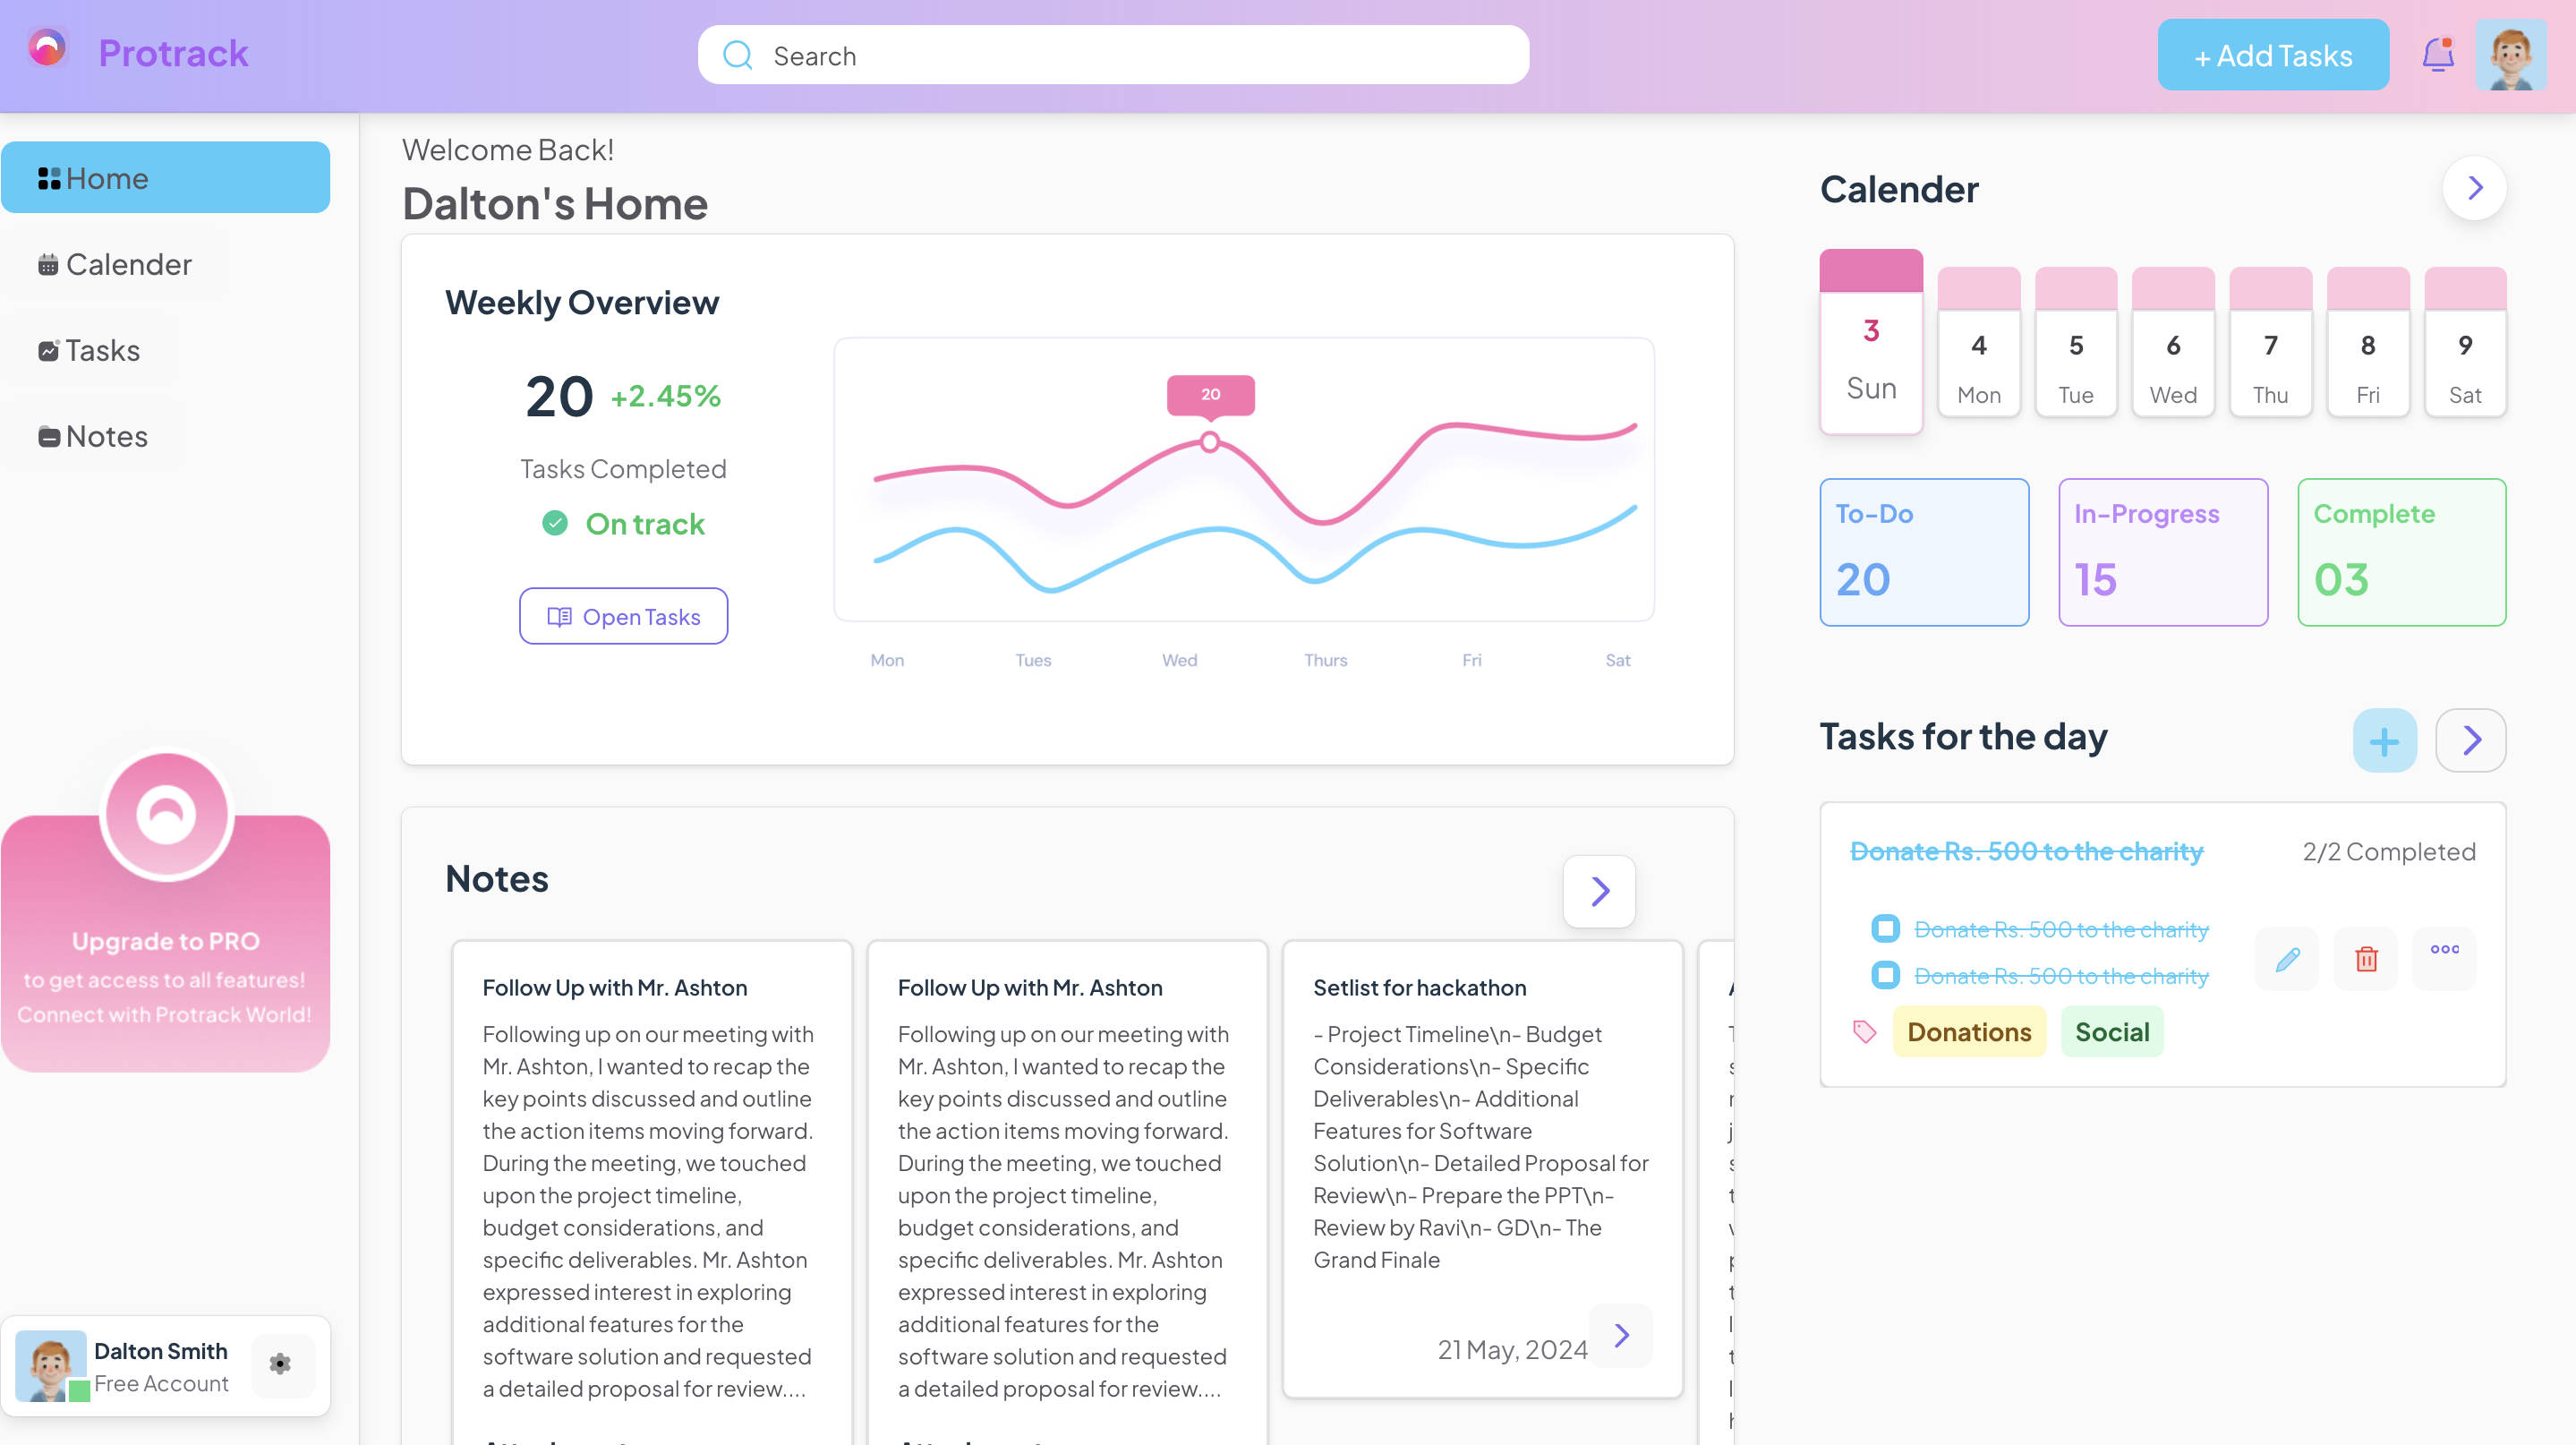 Protrack
Search
+ Add Tasks
Home
Calender
Tasks
Notes
Upgrade to PRO
to get access to all features!
Connect with Protrack World!
Dalton Smith
Free Account
Welcome Back!
Dalton's Home
Weekly Overview
20 +2.45%
Tasks Completed
On track
Open Tasks
20
Mon Tues Wed Thurs Fri Sat
Notes
Follow Up with Mr. Ashton
Following up on our meeting with
Mr. Ashton, I wanted to recap the
key points discussed and outline
the action items moving forward.
During the meeting, we touched
upon the project timeline,
budget considerations, and
specific deliverables. Mr. Ashton
expressed interest in exploring
additional features for the
software solution and requested
a detailed proposal for review....
Follow Up with Mr. Ashton
Following up on our meeting with
Mr. Ashton, I wanted to recap the
key points discussed and outline
the action items moving forward.
During the meeting, we touched
upon the project timeline,
budget considerations, and
specific deliverables. Mr. Ashton
expressed interest in exploring
additional features for the
software solution and requested
a detailed proposal for review....
Setlist for hackathon
- Project Timeline\n- Budget
Considerations\n- Specific
Deliverables\n- Additional
Features for Software
Solution\n- Detailed Proposal for
Review\n- Prepare the PPT\n-
Review by Ravi\n- GD\n- The
Grand Finale
21 May, 2024
Calender
3 4 5 6 7 8 9
Sun Mon Tue Wed Thu Fri Sat
To-Do In-Progress Complete
20 15 03
Tasks for the day
Donate Rs. 500 to the charity 2/2 Completed
Donate Rs. 500 to the charity
Donate Rs. 500 to the charity
Donations Social